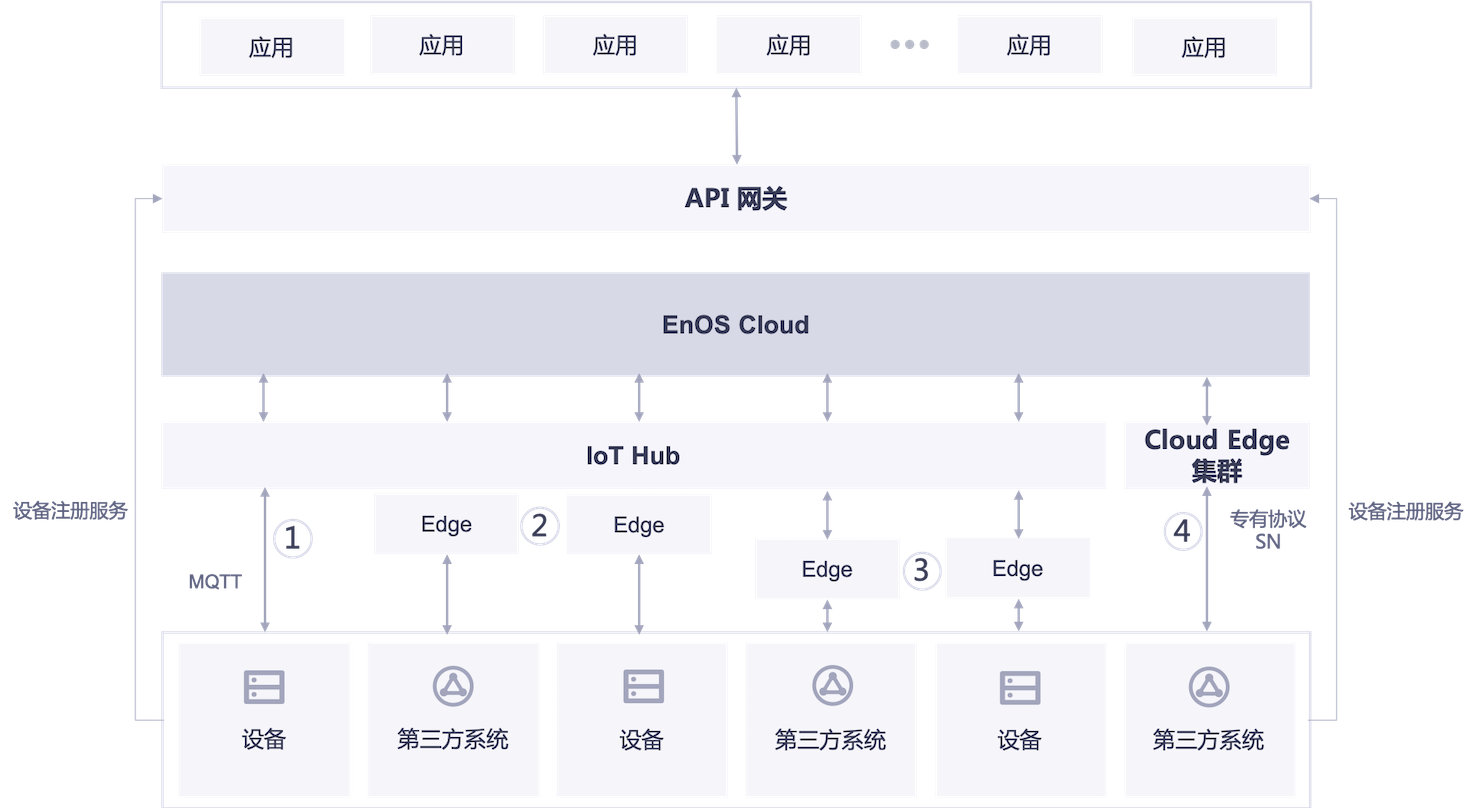 应用
应用
应用
应用
应用
应用
API 网关
EnOS Cloud
IoT Hub
Cloud Edge
集群
设备注册服务
MQTT
1
Edge
2
Edge
Edge
3
Edge
4
专有协议
SN
设备注册服务
设备
第三方系统
设备
第三方系统
设备
第三方系统